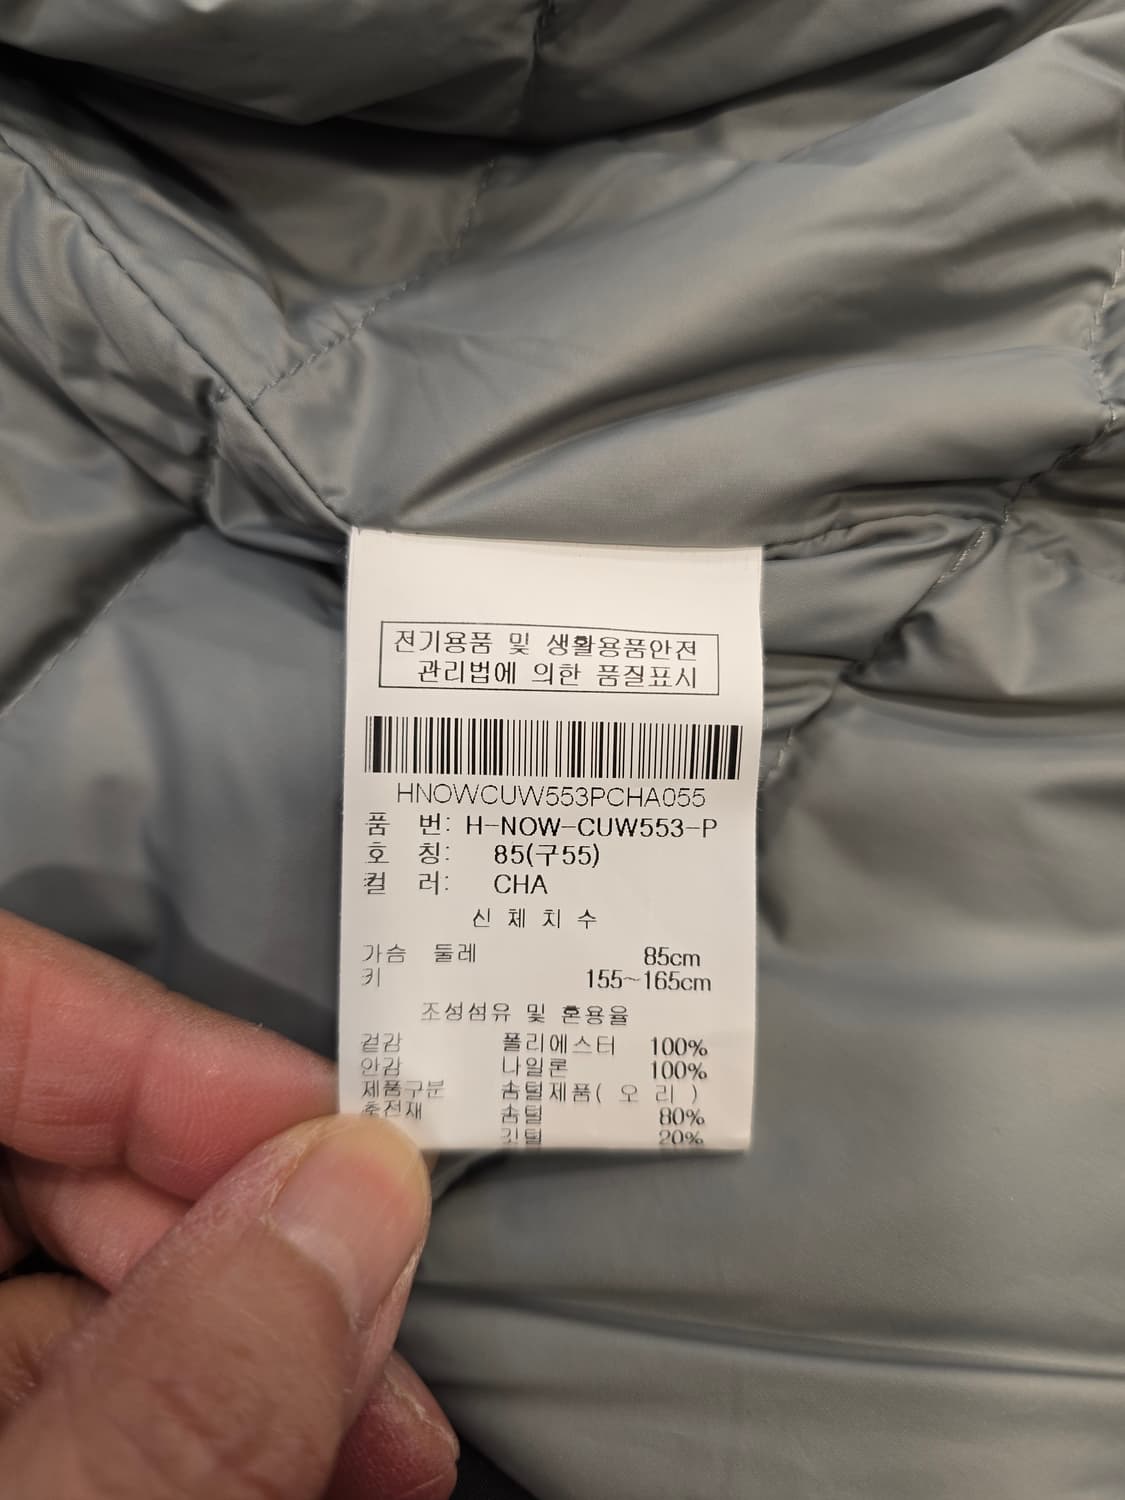 전기용품 및 생활용품안전
관리법에 의한 품질표시
HNOWCUW553PCHA055
품 번: H-NOW-CUW553-P
호 칭: 85(구55)
컬 러: CHA
신 체 치 수
가슴 둘레 85cm
키 155~165cm
조성섬유 및 혼용율
겉감 폴리에스터 100%
안감 나일론 100%
제품구분 솜털제품( 오 리 )
충전재 솜털 80%
깃털 20%